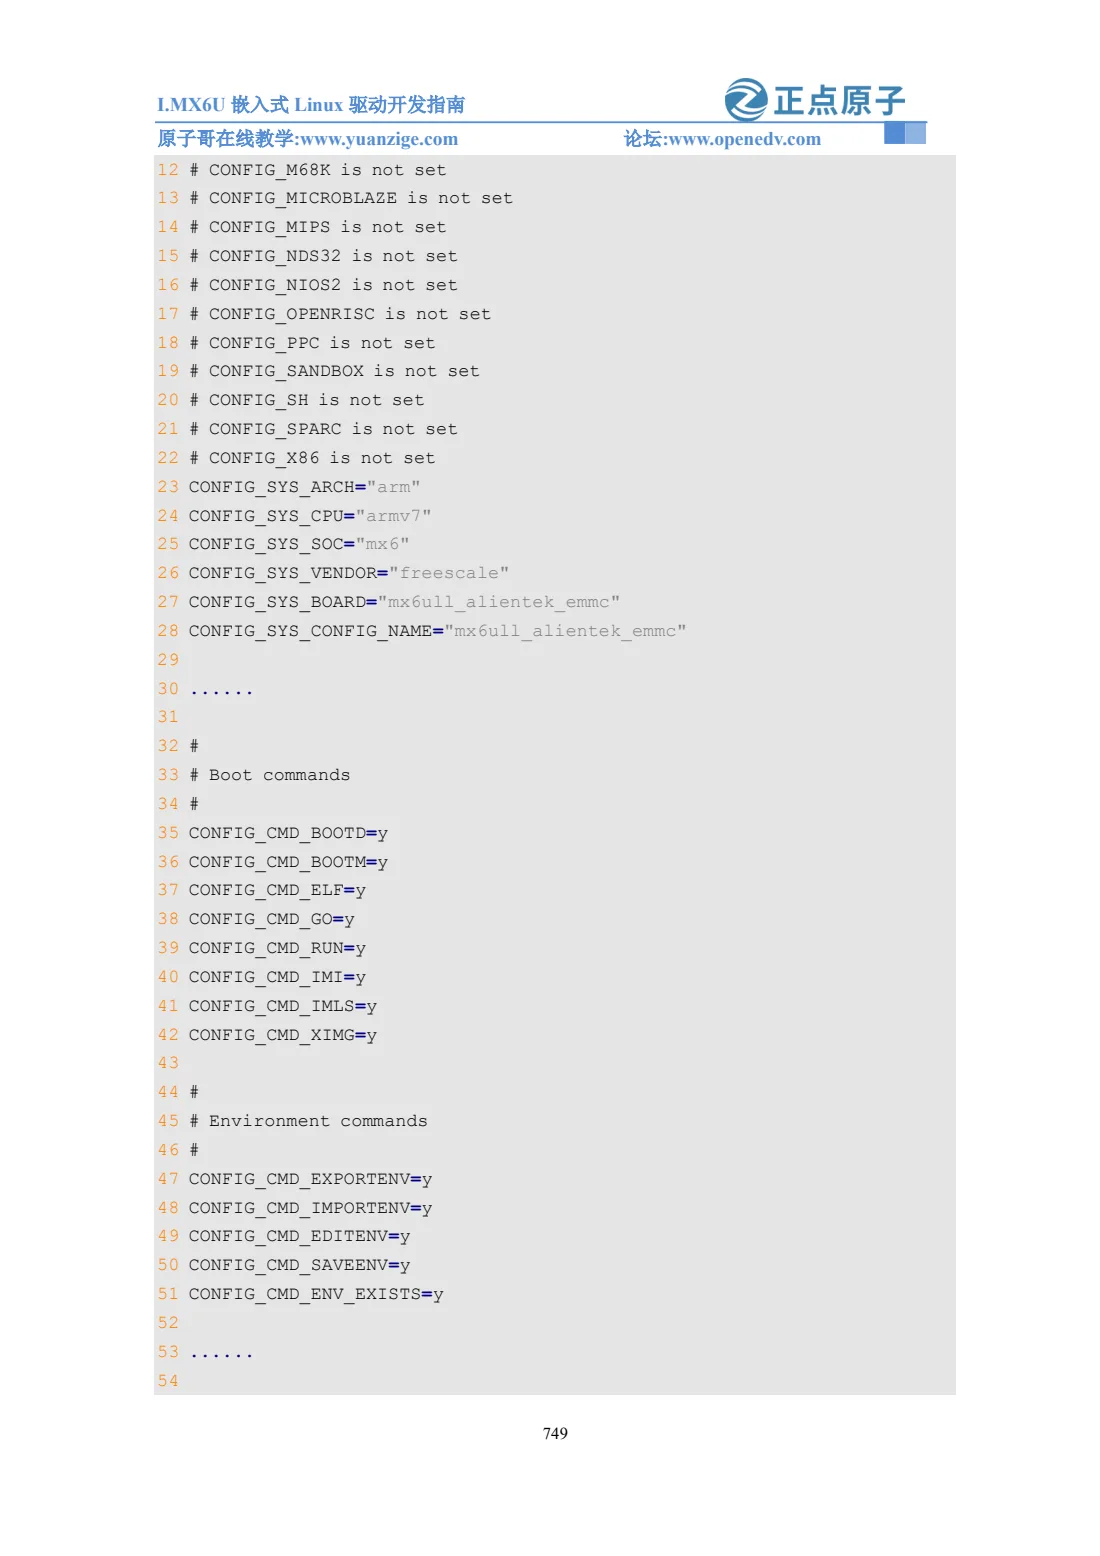 I.MX6U 嵌入式 Linux 驱动开发指南
正点原子
原子哥在线教学:www.yuanzige.com 论坛:www.openedv.com
12 # CONFIG_M68K is not set
13 # CONFIG_MICROBLAZE is not set
14 # CONFIG_MIPS is not set
15 # CONFIG_NDS32 is not set
16 # CONFIG_NIOS2 is not set
17 # CONFIG_OPENRISC is not set
18 # CONFIG_PPC is not set
19 # CONFIG_SANDBOX is not set
20 # CONFIG_SH is not set
21 # CONFIG_SPARC is not set
22 # CONFIG_X86 is not set
23 CONFIG_SYS_ARCH="arm"
24 CONFIG_SYS_CPU="armv7"
25 CONFIG_SYS_SOC="mx6"
26 CONFIG_SYS_VENDOR="freescale"
27 CONFIG_SYS_BOARD="mx6ull_alientek_emmc"
28 CONFIG_SYS_CONFIG_NAME="mx6ull_alientek_emmc"
29
30 ......
31
32 #
33 # Boot commands
34 #
35 CONFIG_CMD_BOOTD=y
36 CONFIG_CMD_BOOTM=y
37 CONFIG_CMD_ELF=y
38 CONFIG_CMD_GO=y
39 CONFIG_CMD_RUN=y
40 CONFIG_CMD_IMI=y
41 CONFIG_CMD_IMLS=y
42 CONFIG_CMD_XIMG=y
43
44 #
45 # Environment commands
46 #
47 CONFIG_CMD_EXPORTENV=y
48 CONFIG_CMD_IMPORTENV=y
49 CONFIG_CMD_EDITENV=y
50 CONFIG_CMD_SAVEENV=y
51 CONFIG_CMD_ENV_EXISTS=y
52
53 ......
54
749